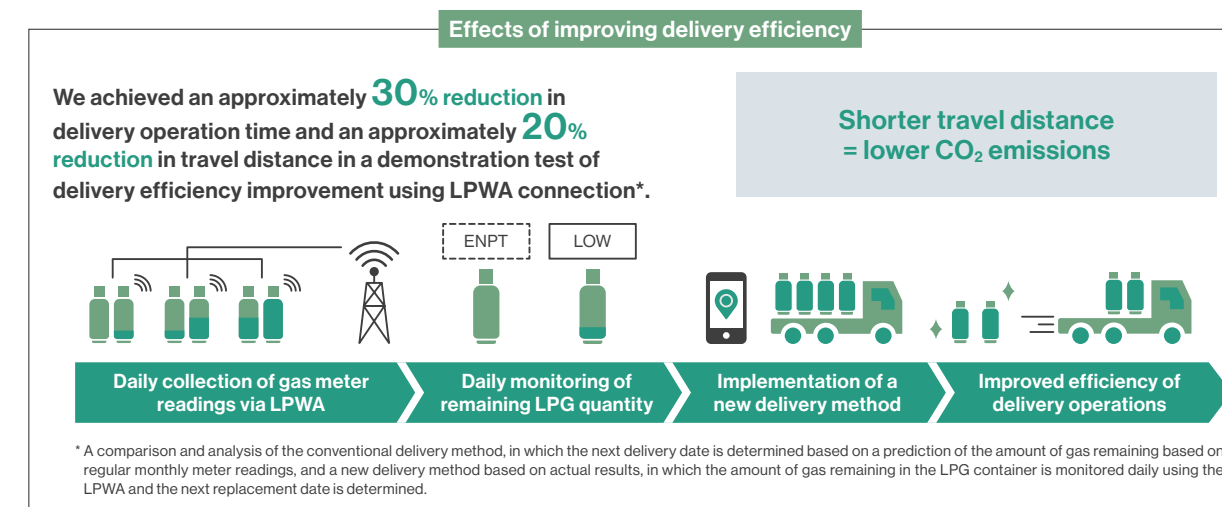 Effects of improving delivery efficiency
We achieved an approximately 30% reduction in
delivery operation time and an approximately 20%
reduction in travel distance in a demonstration test of
delivery efficiency improvement using LPWA connection*.
Shorter travel distance
= lower CO₂ emissions
ENPT
LOW
Daily collection of gas meter
readings via LPWA
Daily monitoring of
remaining LPG quantity
Implementation of a
new delivery method
Improved efficiency of
delivery operations
* A comparison and analysis of the conventional delivery method, in which the next delivery date is determined based on a prediction of the amount of gas remaining based on
regular monthly meter readings, and a new delivery method based on actual results, in which the amount of gas remaining in the LPG container is monitored daily using the
LPWA and the next replacement date is determined.